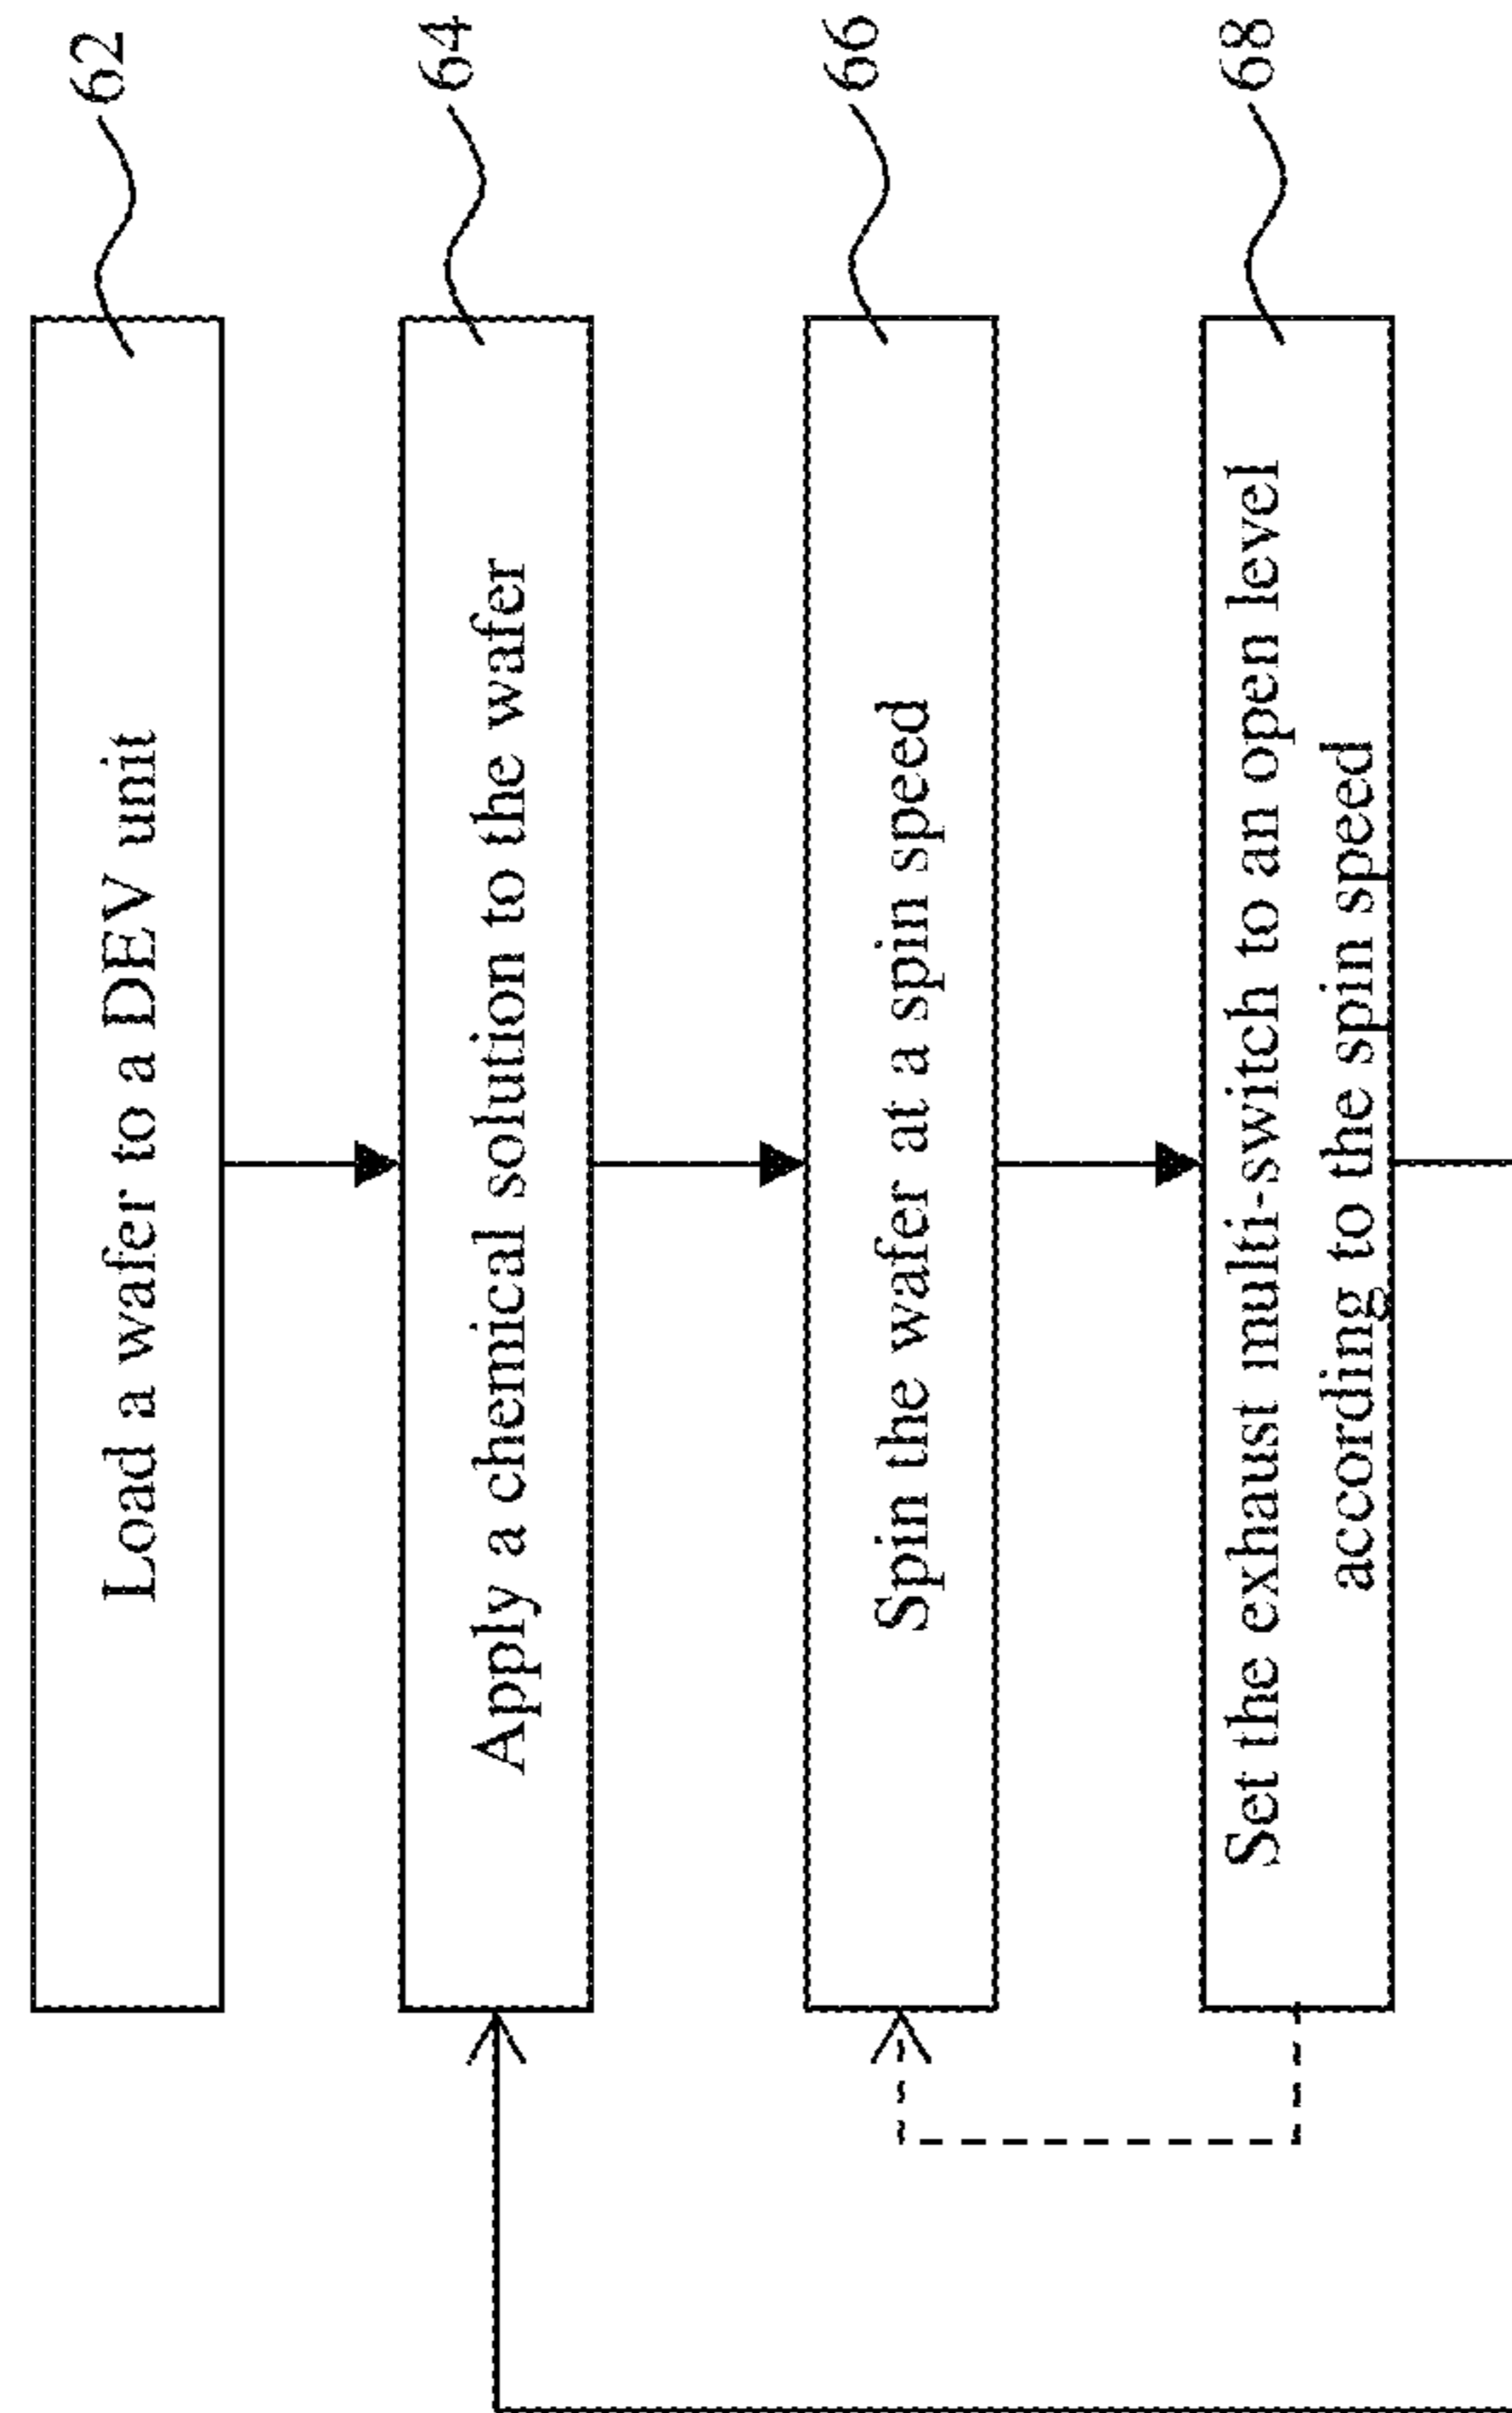 Load a wafer to a DEV unit
62
Apply a chemical solution to the wafer
64
Spin the wafer at a spin speed
66
Set the exhaust multi-switch to an open level
according to the spin speed
68